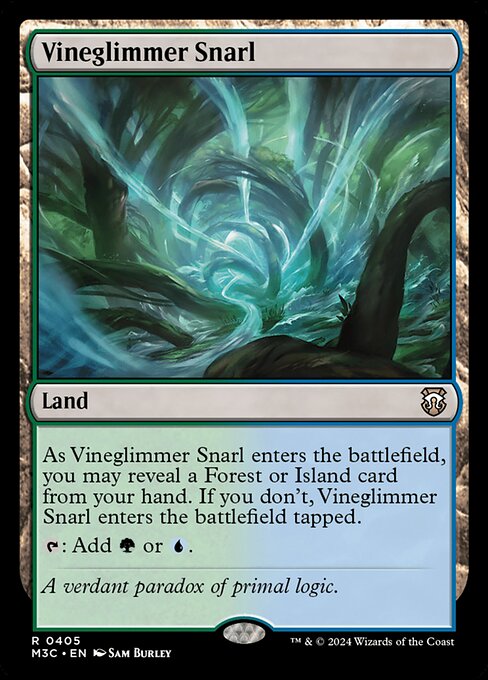 Vineglimmer Snarl
Land
As Vineglimmer Snarl enters the battlefield,
you may reveal a Forest or Island card
from your hand. If you don't, Vineglimmer
Snarl enters the battlefield tapped.
: Add or .
A verdant paradox of primal logic.
R 0405
M3C • EN SAM BURLEY
™ & © 2024 Wizards of the Coast